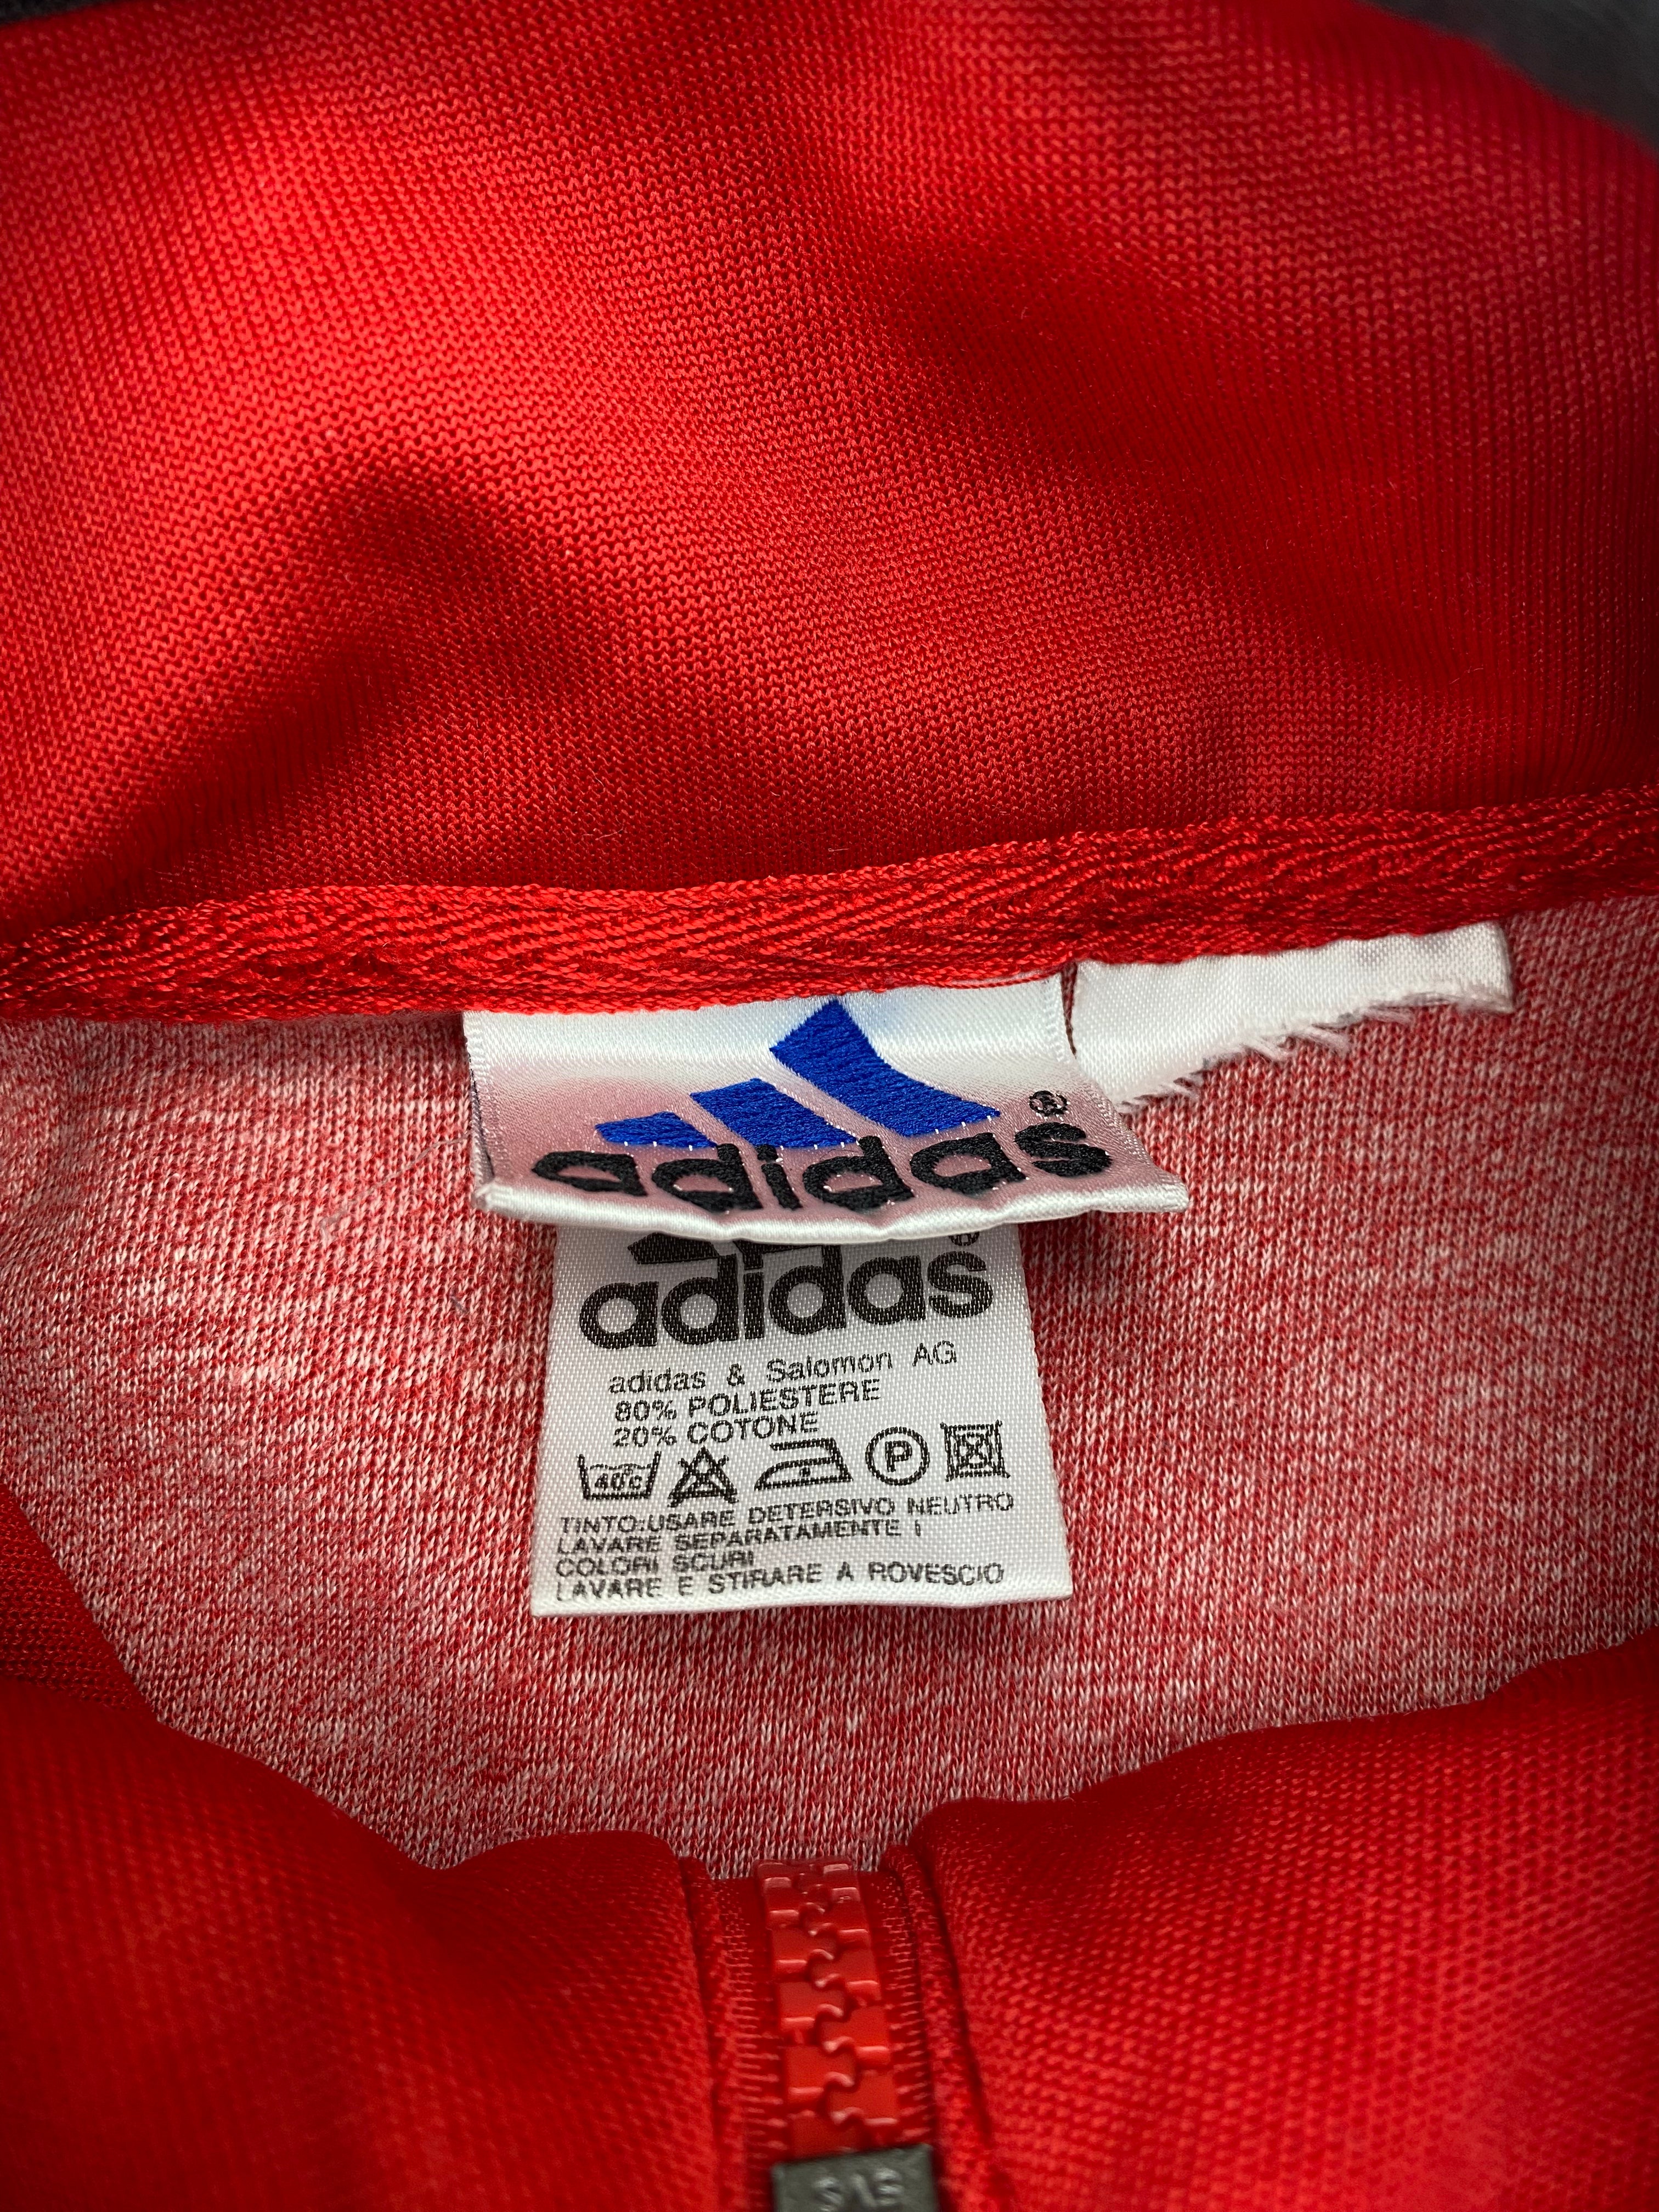 adidas®
adidas®
adidas & Salomon AG
80% POLIESTERE
20% COTONE
40°c P
TINTO:USARE DETERSIVO NEUTRO
LAVARE SEPARATAMENTE I
COLORI SCURI
LAVARE E STIRARE A ROVESCIO